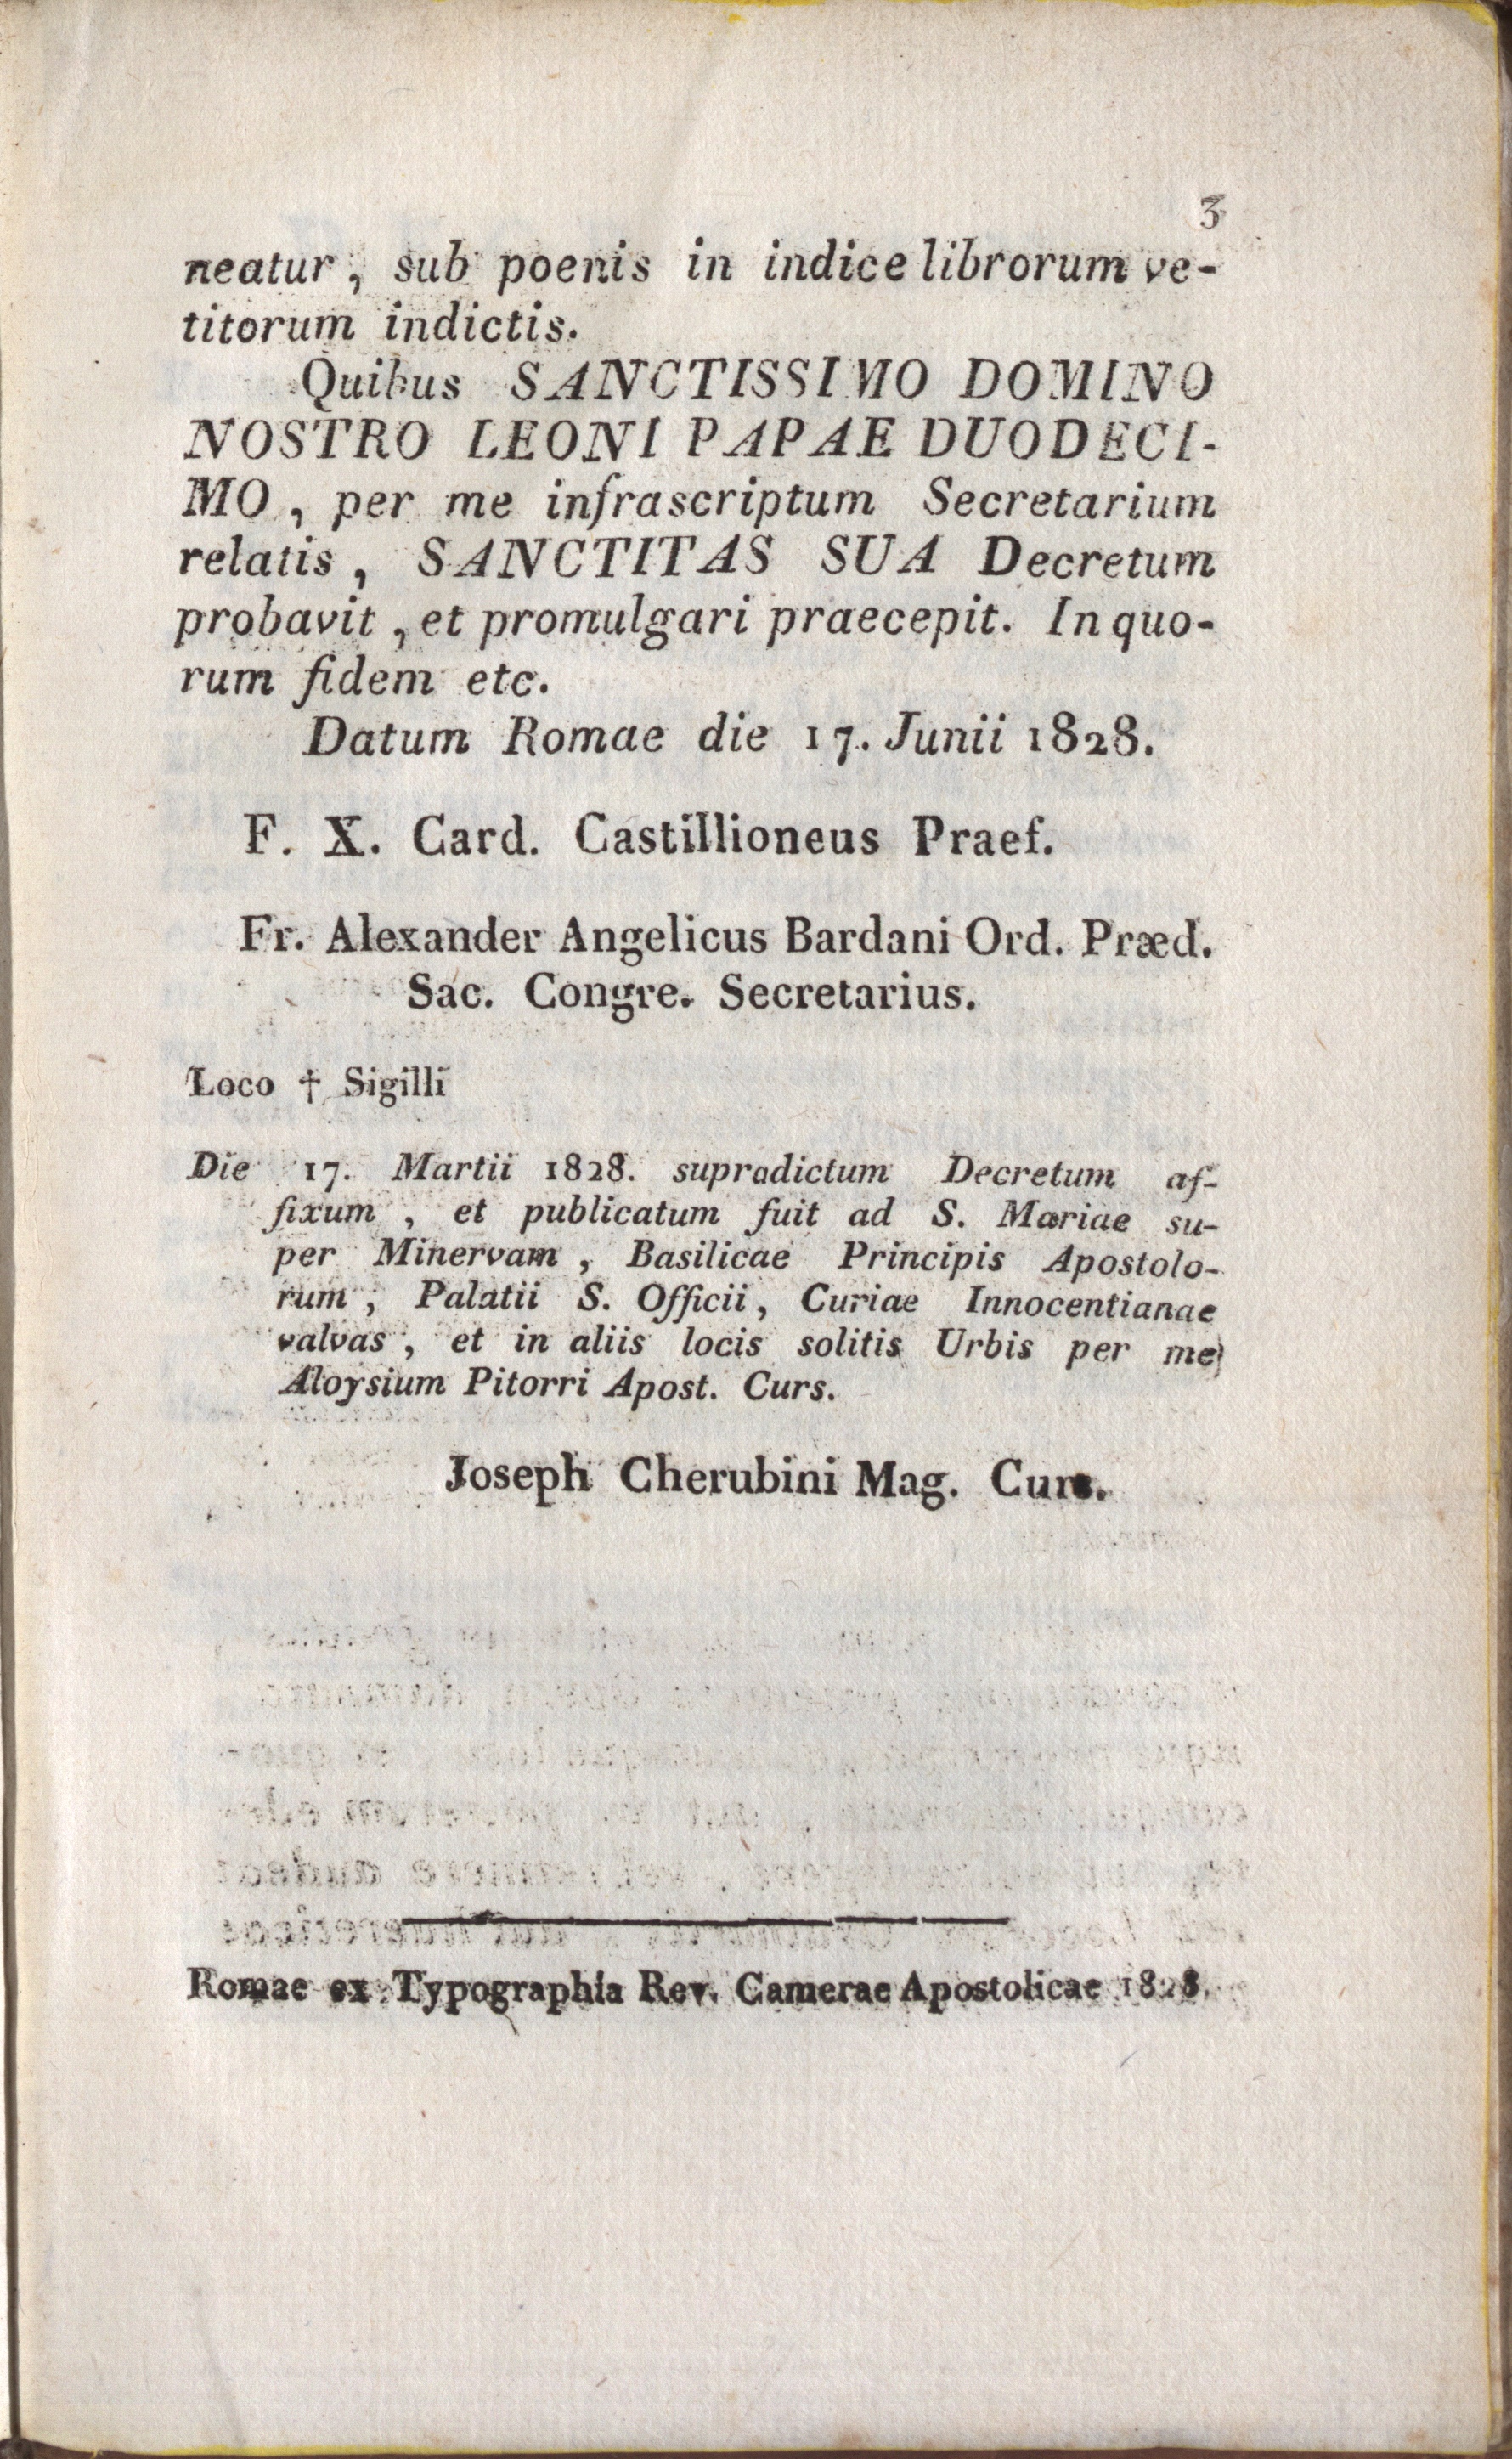 3
neatur, sub poenis in indice librorum ve-
titorum indictis.
Quibus SANCTISSIMO DOMINO
NOSTRO LEONI PAPAE DUODECI-
MO, per me infrascriptum Secretarium
relatis, SANCTITAS SUA Decretum
probavit, et promulgari praecepit. In quo-
rum fidem etc.
Datum Romae die 17. Junii 1828.
F. X. Card. Castillioneus Praef.
Fr. Alexander Angelicus Bardani Ord. Præd.
Sac. Congre. Secretarius.
Loco † Sigilli
Die 17. Martii 1828. supradictum Decretum af-
fixum, et publicatum fuit ad S. Mariae su-
per Minervam, Basilicae Principis Apostolo-
rum, Palatii S. Officii, Curiae Innocentianae
valvas, et in aliis locis solitis Urbis per me
Aloysium Pitorri Apost. Curs.
Joseph Cherubini Mag. Curs.
Romae ex Typographia Rev. Camerae Apostolicae 1828.